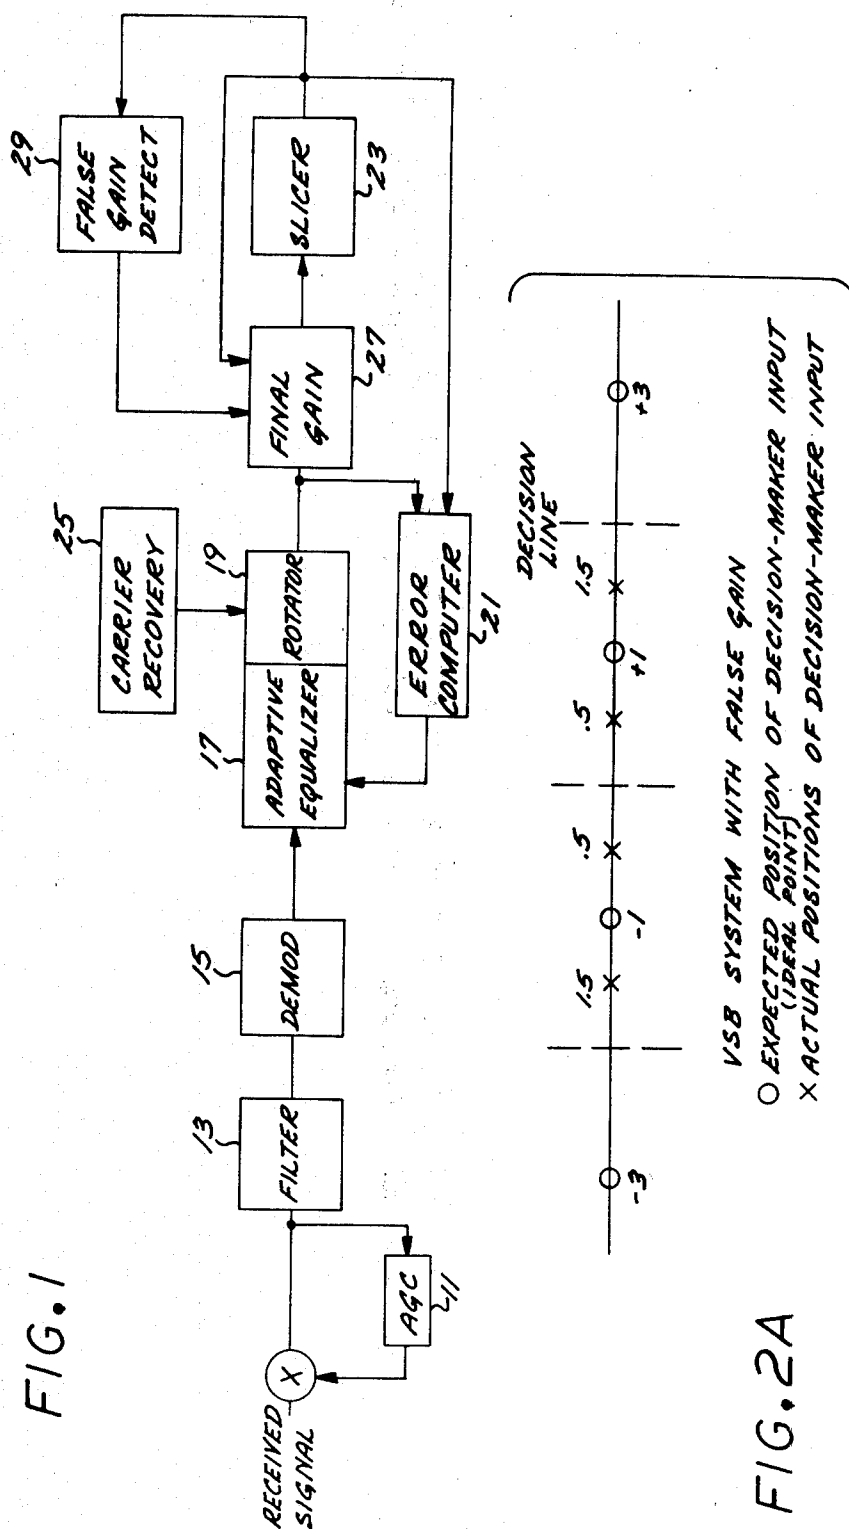 FIG. 1
RECEIVED
SIGNAL
X
AGC
11
FILTER
13
DEMOD
15
ADAPTIVE
EQUALIZER
17
ROTATOR
19
CARRIER
RECOVERY
25
ERROR
COMPUTER
21
FINAL
GAIN
27
SLICER
23
FALSE
GAIN
DETECT
29
FIG. 2A
DECISION
LINE
1.5 .5 .5 1.5
-3 -1 +1 +3
VSB SYSTEM WITH FALSE GAIN
O EXPECTED POSITION OF DECISION-MAKER INPUT
(IDEAL POINT)
X ACTUAL POSITIONS OF DECISION-MAKER INPUT